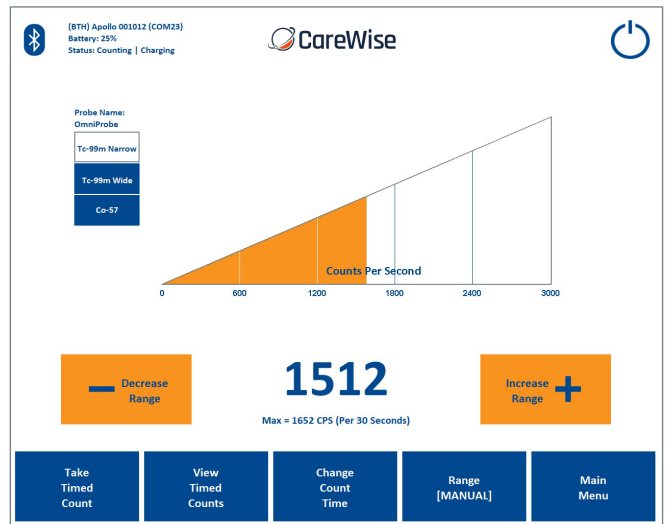 (BTH) Apollo 001012 (COM23)
Battery: 25%
Status: Counting | Charging
CareWise
Probe Name:
OmniProbe
Tc-99m Narrow
Tc-99m Wide
Co-57
Counts Per Second
0 600 1200 1800 2400 3000
Decrease
Range
1512
Max = 1652 CPS (Per 30 Seconds)
Increase
Range
Take
Timed
Count
View
Timed
Counts
Change
Count
Time
Range
[MANUAL]
Main
Menu